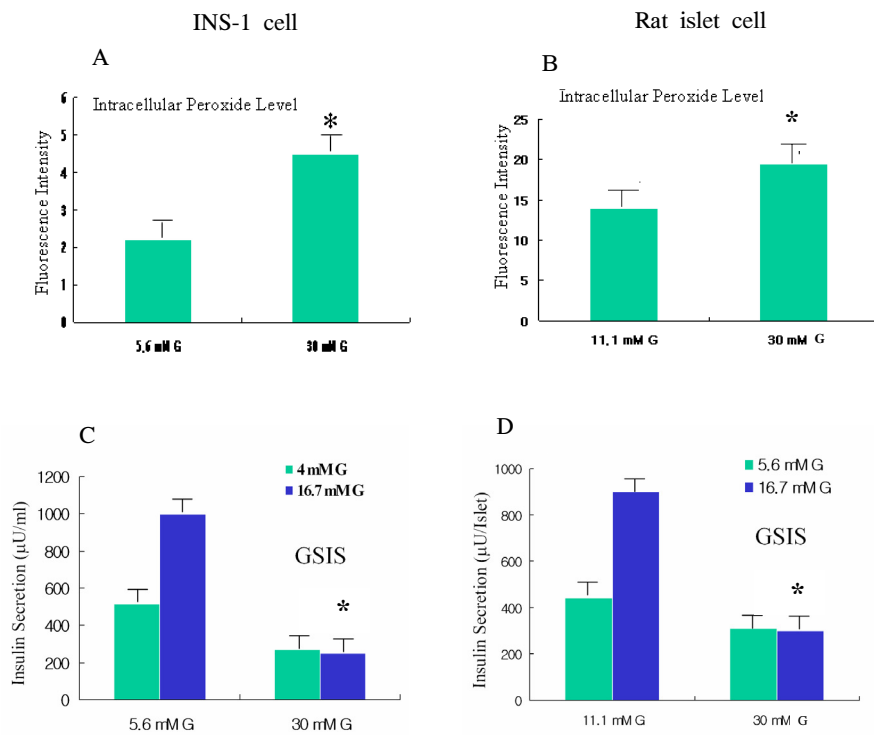 INS-1 cell
Rat islet cell
A
Intracellular Peroxide Level
Fluorescence Intensity
6
5
4
3
2
1
0
*
5.6 mM G
30 mM G
B
Intracellular Peroxide Level
Fluorescence Intensity
25
20
15
10
5
0
*
11.1 mM G
30 mM G
C
Insulin Secretion (µU/ml)
1200
1000
800
600
400
200
0
4 mM G
16.7 mM G
GSIS
*
5.6 mM G
30 mM G
D
Insulin Secretion (µU/Islet)
1000
800
600
400
200
0
5.6 mM G
16.7 mM G
GSIS
*
11.1 mM G
30 mM G